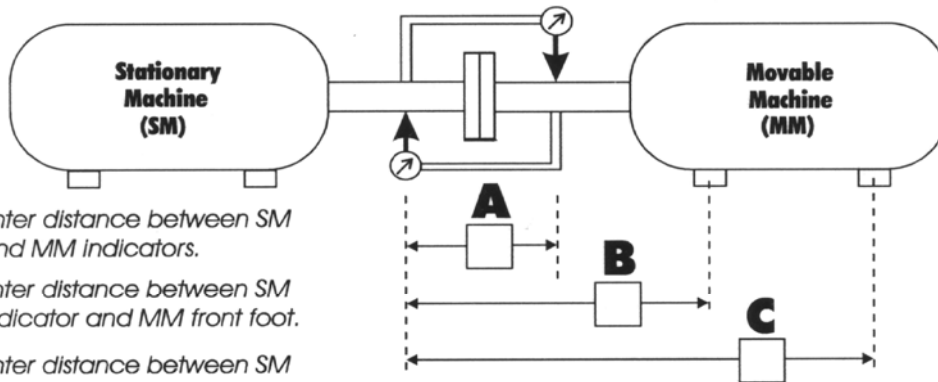 Stationary
Machine
(SM)
Movable
Machine
(MM)
A
B
C
nter distance between SM
nd MM indicators.
nter distance between SM
dicator and MM front foot.
nter distance between SM